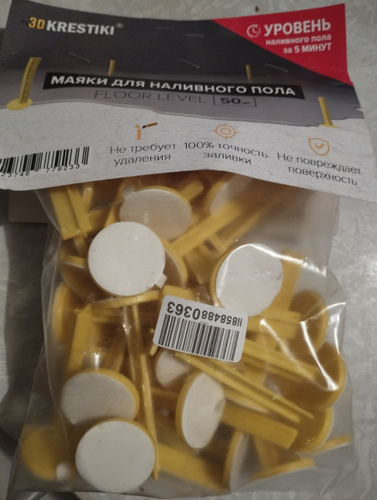 3D KRESTIKI
УРОВЕНЬ
наливного пола
за 5 МИНУТ
МАЯКИ ДЛЯ НАЛИВНОГО ПОЛА
FLOOR LEVEL 50
Не требует
удаления
100% точность
заливки
Не повреждает
поверхность
ii8584880363